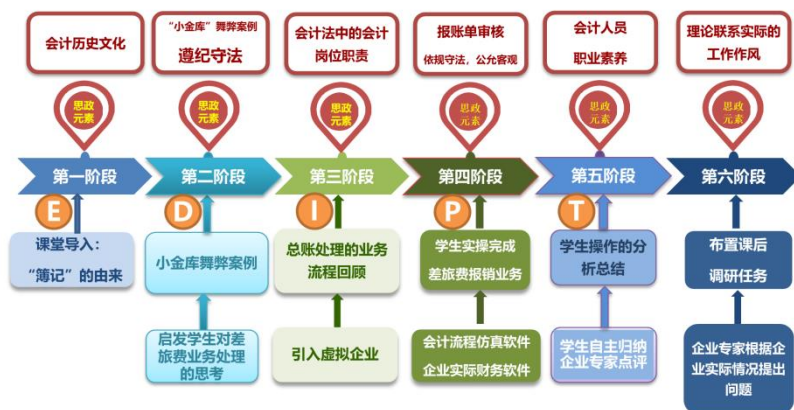 会计历史文化
“小金库”舞弊案例
遵纪守法
会计法中的会计
岗位职责
报账单审核
依规守法，公允客观
会计人员
职业素养
理论联系实际的
工作作风
思政
元素
思政
元素
思政
元素
思政
元素
思政
元素
思政
元素
第一阶段
第二阶段
第三阶段
第四阶段
第五阶段
第六阶段
E
D
I
P
T
课堂导入：
“簿记”的由来
小金库舞弊案例
总账处理的业务
流程回顾
学生实操完成
差旅费报销业务
学生操作的分
析总结
布置课后
调研任务
启发学生对差
旅费业务处理
的思考
引入虚拟企业
会计流程仿真软件
企业实际财务软件
学生自主归纳
企业专家点评
企业专家根据企
业实际情况提出
问题